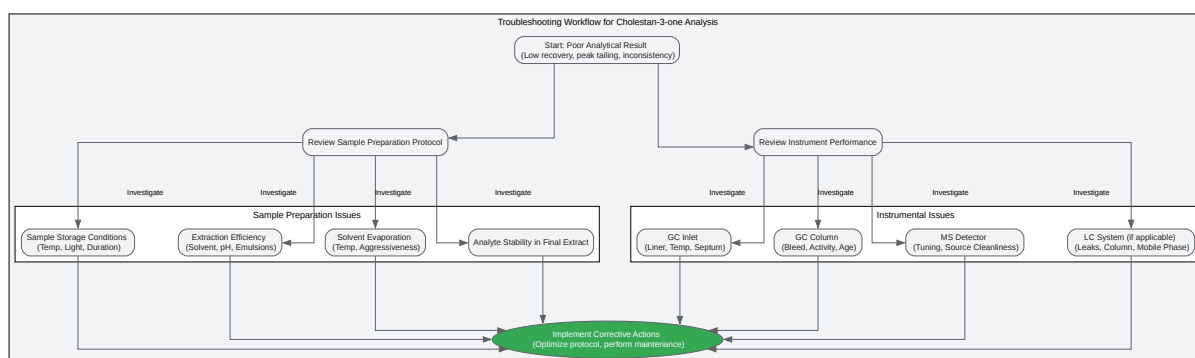 Troubleshooting Workflow for Cholestan-3-one Analysis
Start: Poor Analytical Result
(Low recovery, peak tailing, inconsistency)
Review Sample Preparation Protocol
Review Instrument Performance
Investigate
Investigate
Investigate
Investigate
Investigate
Investigate
Investigate
Investigate
Sample Preparation Issues
Instrumental Issues
Sample Storage Conditions
(Temp, Light, Duration)
Extraction Efficiency
(Solvent, pH, Emulsions)
Solvent Evaporation
(Temp, Aggressiveness)
Analyte Stability in Final Extract
GC Inlet
(Liner, Temp, Septum)
GC Column
(Bleed, Activity, Age)
MS Detector
(Tuning, Source Cleanliness)
LC System (if applicable)
(Leaks, Column, Mobile Phase)
Implement Corrective Actions
(Optimize protocol, perform maintenance)